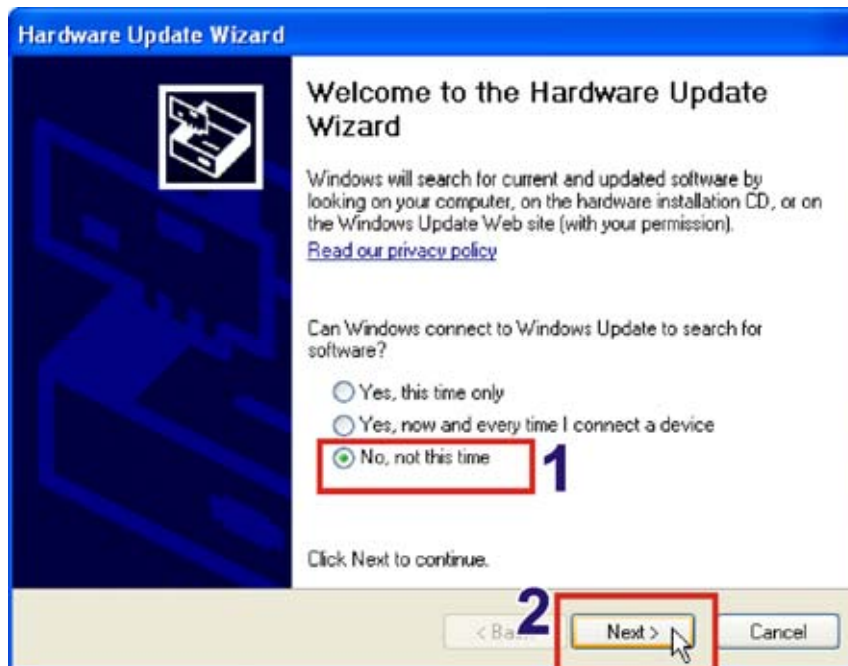 Hardware Update Wizard
Welcome to the Hardware Update
Wizard
Windows will search for current and updated software by
looking on your computer, on the hardware installation CD, or on
the Windows Update Web site (with your permission).
Read our privacy policy
Can Windows connect to Windows Update to search for
software?
Yes, this time only
Yes, now and every time I connect a device
No, not this time
1
Click Next to continue.
2
Next >
Cancel